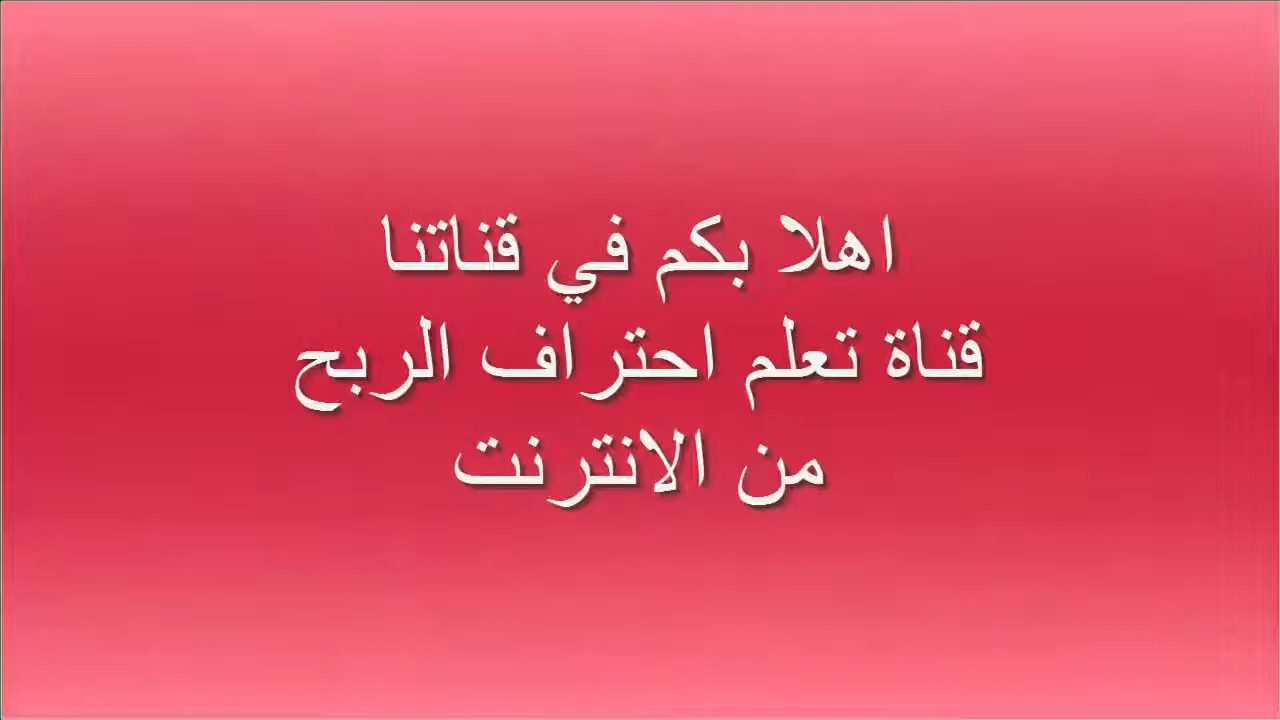 اهلا بكم في قناتنا
قناة تعلم احتراف الربح
من الانترنت